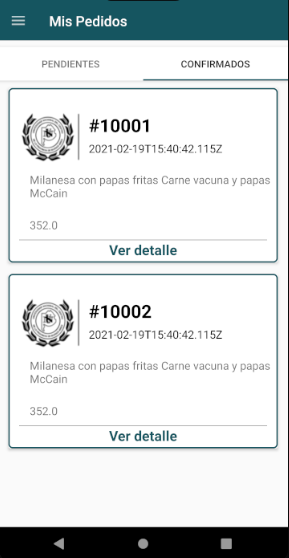 Mis Pedidos
PENDIENTES
CONFIRMADOS
#10001
2021-02-19T15:40:42.115Z
Milanesa con papas fritas Carne vacuna y papas
McCain
352.0
Ver detalle
#10002
2021-02-19T15:40:42.115Z
Milanesa con papas fritas Carne vacuna y papas
McCain
352.0
Ver detalle